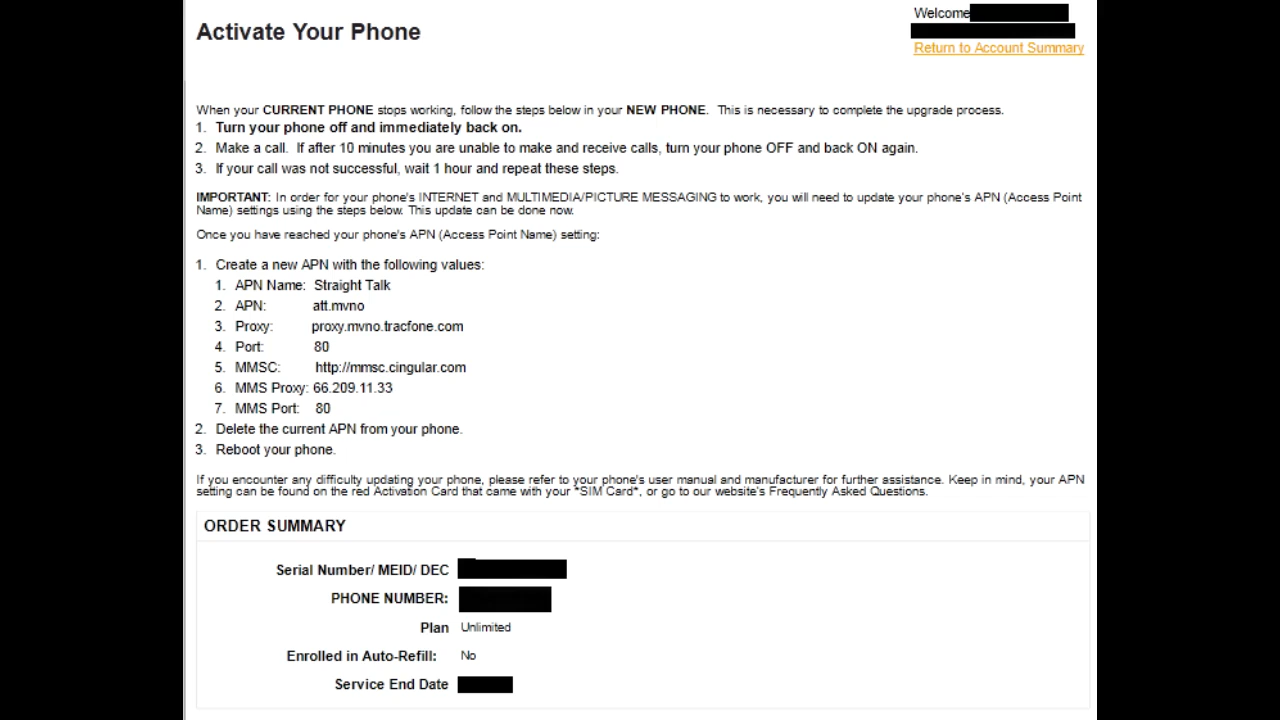 Activate Your Phone
Welcome
Return to Account Summary
When your CURRENT PHONE stops working, follow the steps below in your NEW PHONE. This is necessary to complete the upgrade process.
1. Turn your phone off and immediately back on.
2. Make a call. If after 10 minutes you are unable to make and receive calls, turn your phone OFF and back ON again.
3. If your call was not successful, wait 1 hour and repeat these steps.
IMPORTANT: In order for your phone's INTERNET and MULTIMEDIA/PICTURE MESSAGING to work, you will need to update your phone's APN (Access Point
Name) settings using the steps below. This update can be done now.
Once you have reached your phone's APN (Access Point Name) setting:
1. Create a new APN with the following values:
1. APN Name: Straight Talk
2. APN: att.mvno
3. Proxy: proxy.mvno.tracfone.com
4. Port: 80
5. MMSC: http://mmsc.cingular.com
6. MMS Proxy: 66.209.11.33
7. MMS Port: 80
2. Delete the current APN from your phone.
3. Reboot your phone.
If you encounter any difficulty updating your phone, please refer to your phone's user manual and manufacturer for further assistance. Keep in mind, your APN
setting can be found on the red Activation Card that came with your *SIM Card*, or go to our website's Frequently Asked Questions.
ORDER SUMMARY
Serial Number/ MEID/ DEC
PHONE NUMBER:
Plan Unlimited
Enrolled in Auto-Refill: No
Service End Date